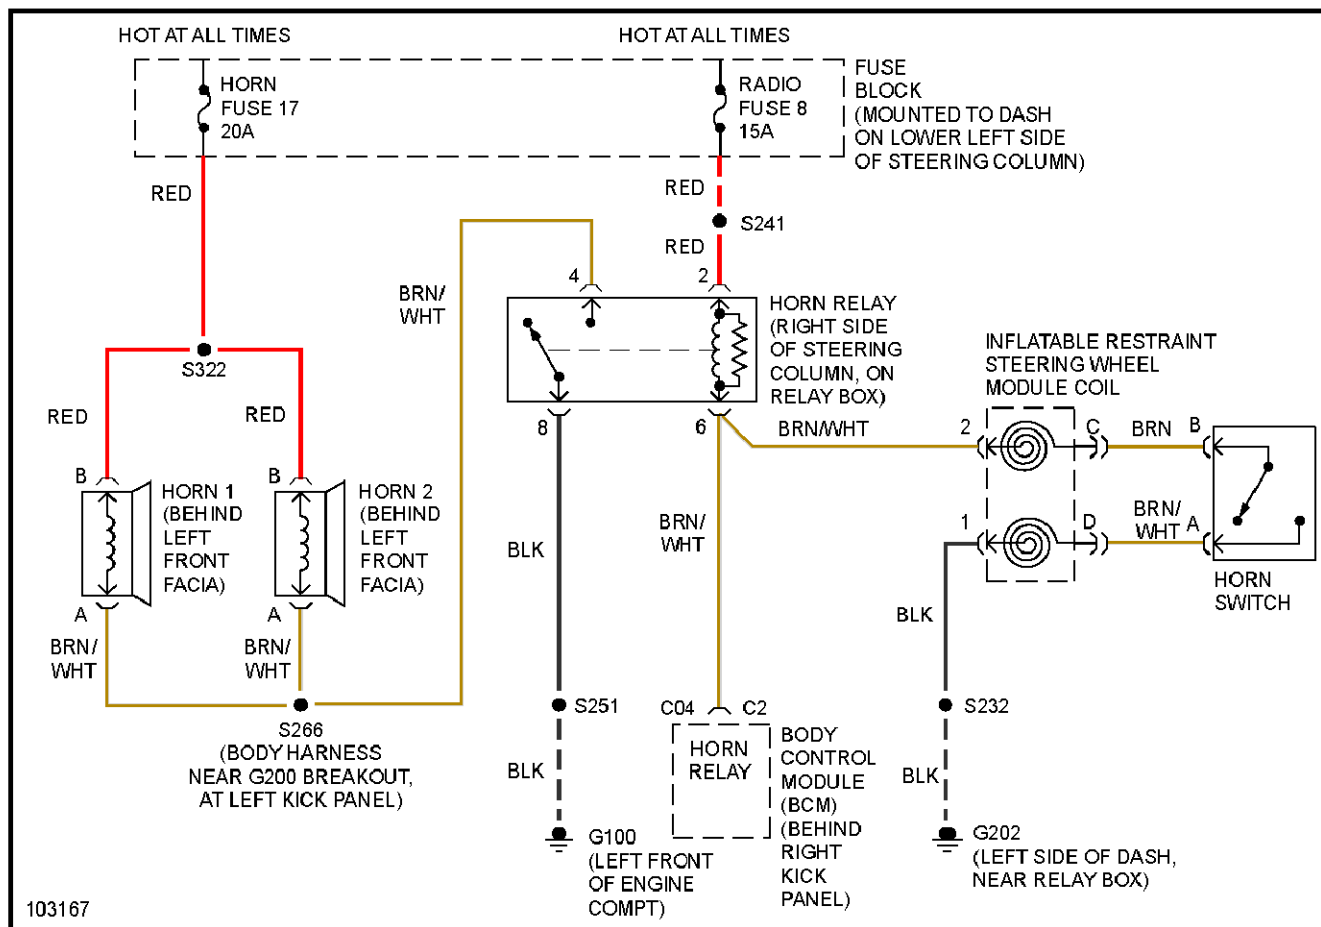 HOT AT ALL TIMES
HOT AT ALL TIMES
HORN
FUSE 17
20A
RADIO
FUSE 8
15A
FUSE
BLOCK
(MOUNTED TO DASH
ON LOWER LEFT SIDE
OF STEERING COLUMN)
RED
RED
S241
RED
BRN/
WHT
4
2
HORN RELAY
(RIGHT SIDE
OF STEERING
COLUMN, ON
RELAY BOX)
S322
RED
RED
8
6
BRN/WHT
INFLATABLE RESTRAINT
STEERING WHEEL
MODULE COIL
2
C
BRN
B
1
D
BRN/
WHT
A
HORN
SWITCH
B
HORN 1
(BEHIND
LEFT
FRONT
FACIA)
A
B
HORN 2
(BEHIND
LEFT
FRONT
FACIA)
A
BRN/
WHT
BRN/
WHT
BLK
BRN/
WHT
BLK
S266
(BODY HARNESS
NEAR G200 BREAKOUT,
AT LEFT KICK PANEL)
S251
BLK
G100
(LEFT FRONT
OF ENGINE
COMPT)
C04
C2
HORN
RELAY
BODY
CONTROL
MODULE
(BCM)
(BEHIND
RIGHT
KICK
PANEL)
S232
BLK
G202
(LEFT SIDE OF DASH,
NEAR RELAY BOX)
103167